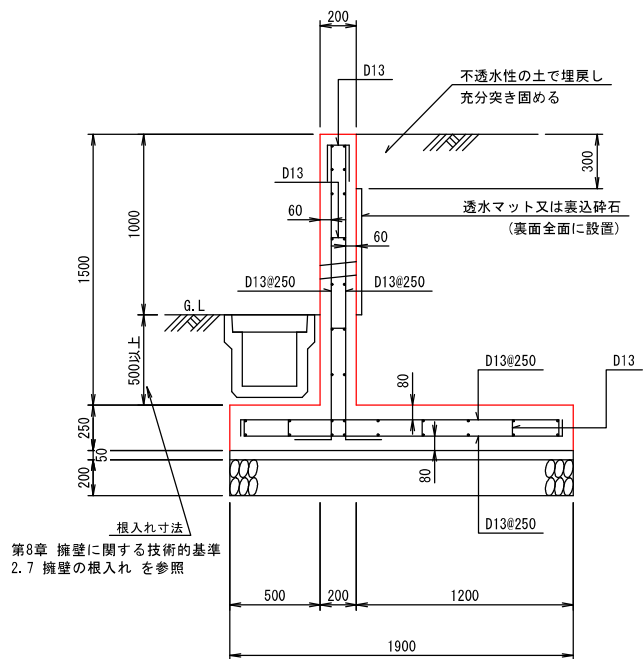 200
D13
不透水性の土で埋戻し
充分突き固める
300
D13
1000
1500
60
透水マット又は裏込砕石
(裏面全面に設置)
60
D13@250
D13@250
G.L
500以上
80
D13@250
D13
250
50
80
200
根入れ寸法
D13@250
第8章 擁壁に関する技術的基準
2.7 擁壁の根入れ を参照
500
200
1200
1900